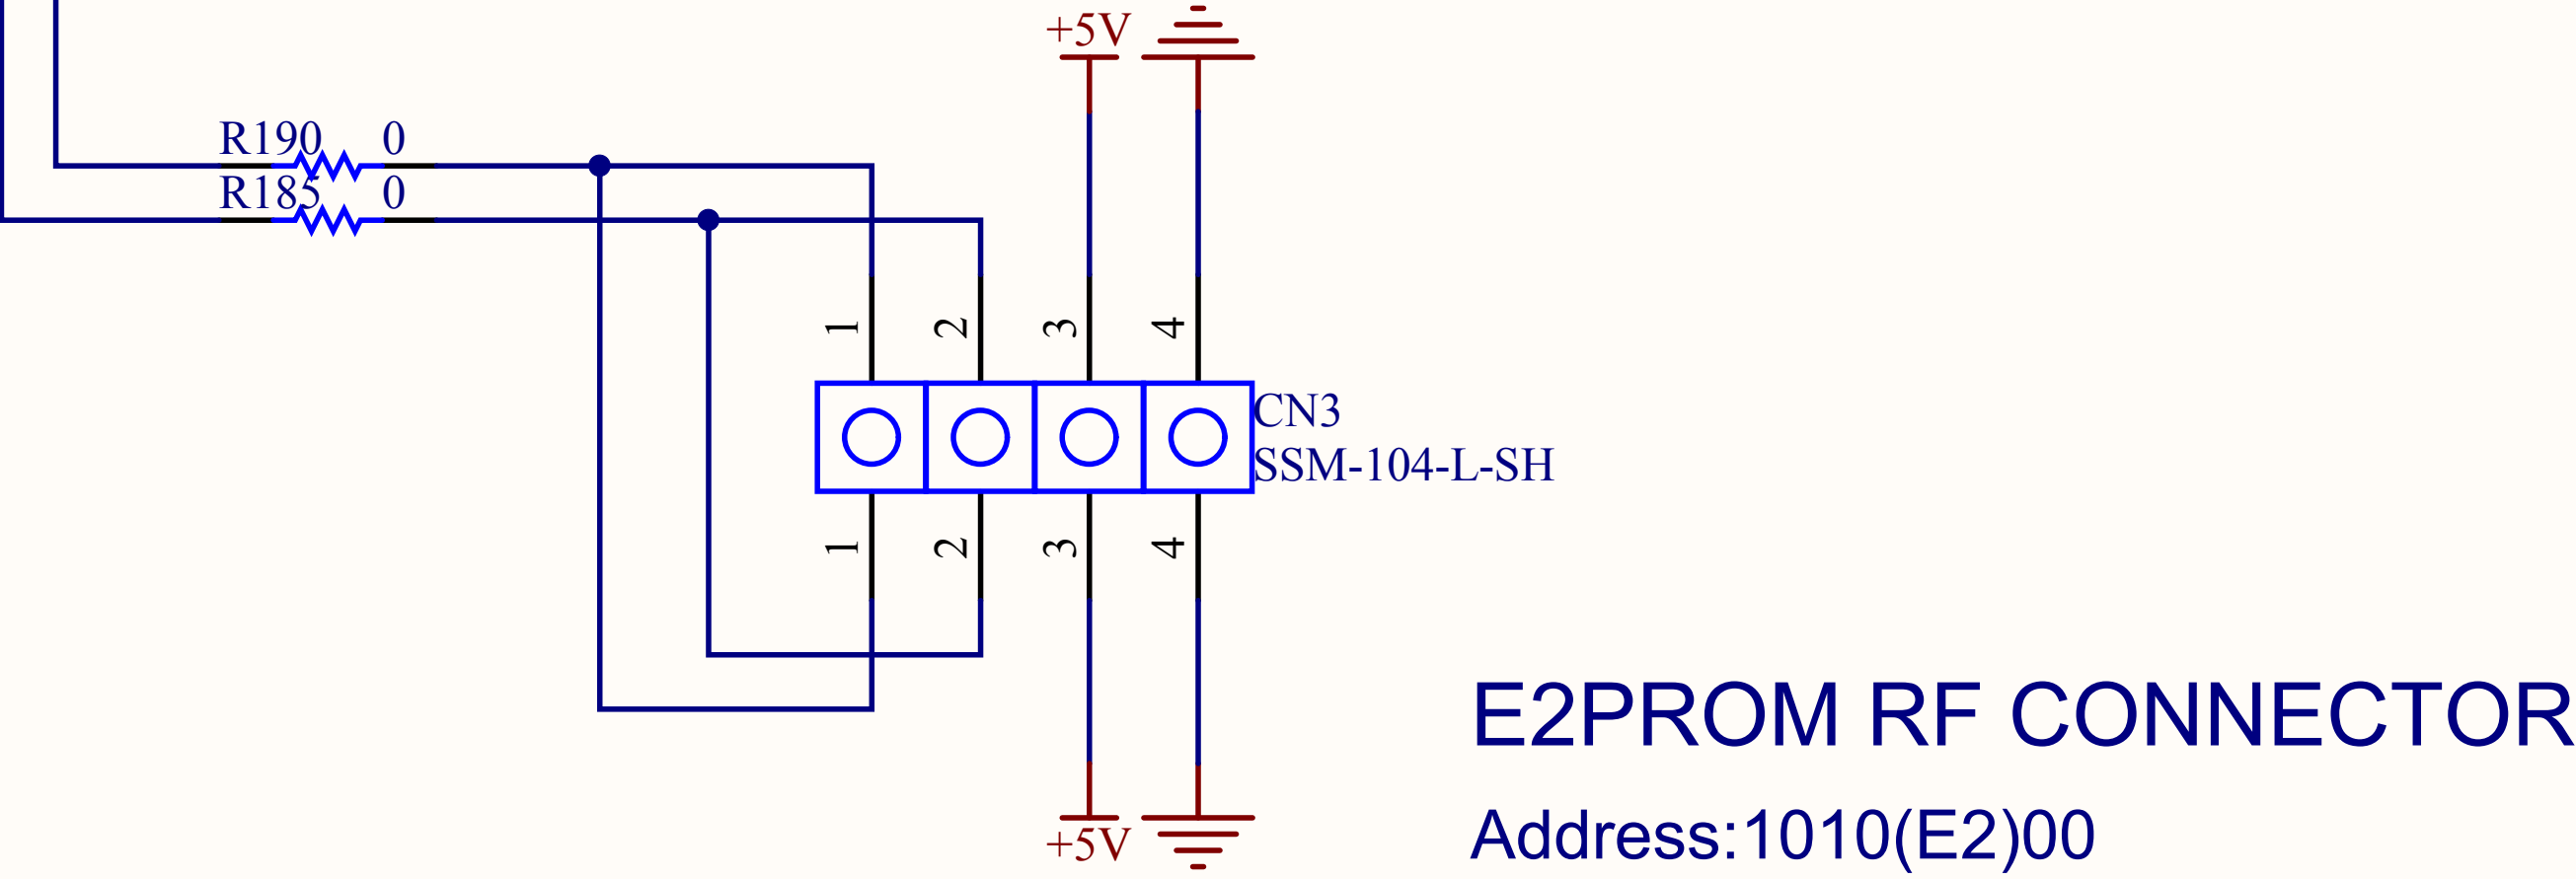 +5V
R190 0
R185 0
1 2 3 4
CN3
SSM-104-L-SH
1 2 3 4
E2PROM RF CONNECTOR
+5V
Address:1010(E2)00